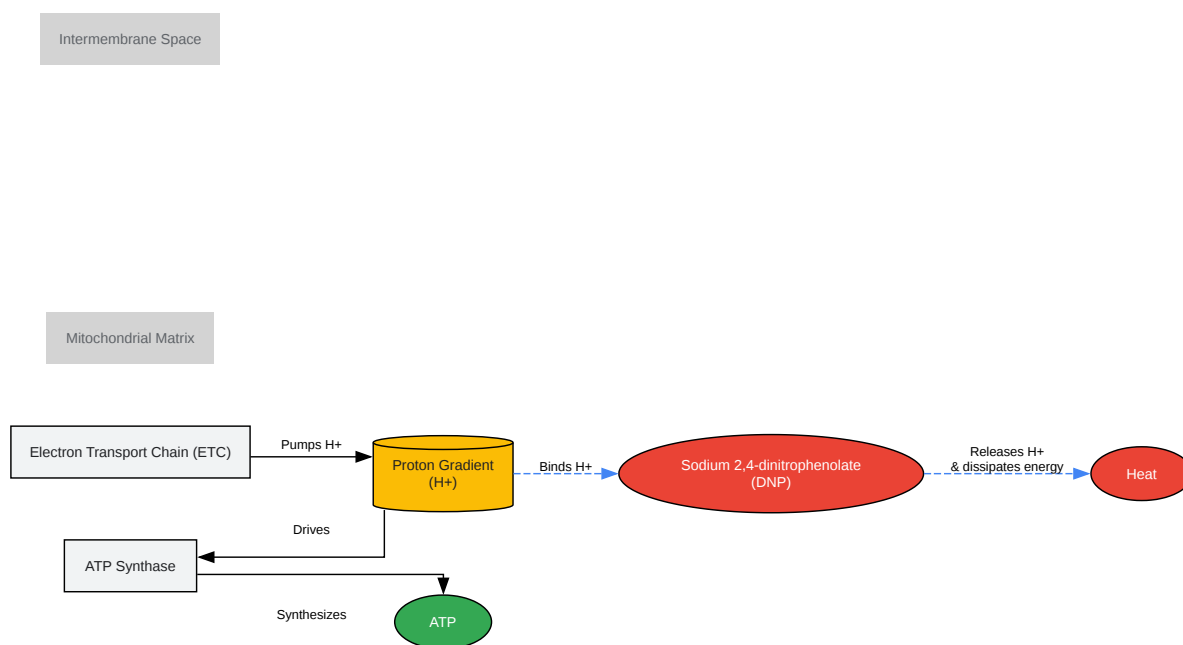 Intermembrane Space
Mitochondrial Matrix
Electron Transport Chain (ETC)
Pumps H+
Proton Gradient
(H+)
Binds H+
Sodium 2,4-dinitrophenolate
(DNP)
Releases H+
& dissipates energy
Heat
Drives
ATP Synthase
Synthesizes
ATP